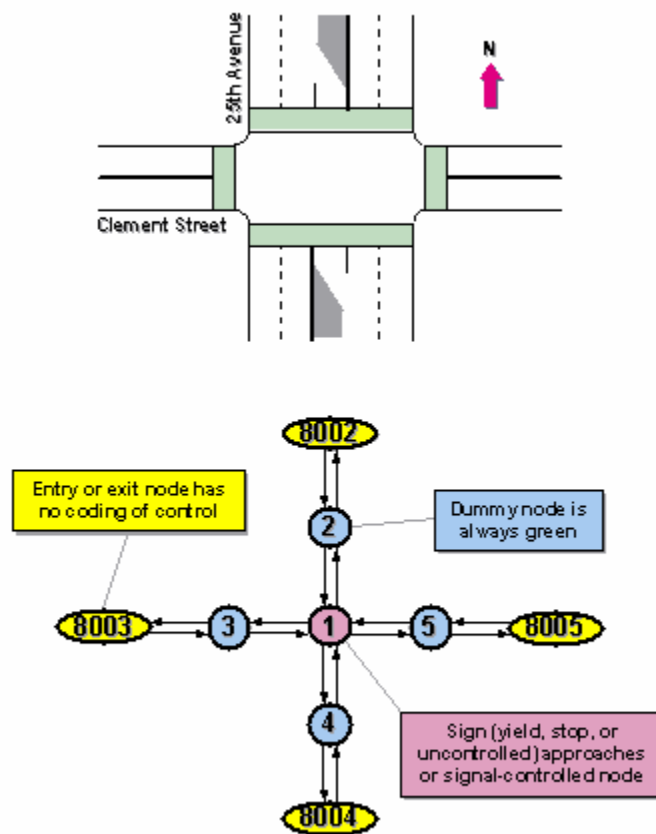 25th Avenue
N
Clement Street
8002
Entry or exit node has
no coding of control
Dummy node is
always green
2
8003
3
1
5
8005
4
Sign (yield, stop, or
uncontrolled) approaches
or signal-controlled node
8004